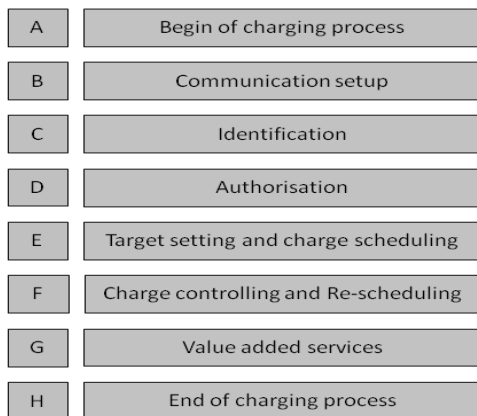 A Begin of charging process
B Communication setup
C Identification
D Authorisation
E Target setting and charge scheduling
F Charge controlling and Re-scheduling
G Value added services
H End of charging process